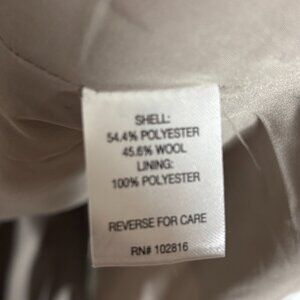 SHELL:
54.4% POLYESTER
45.6% WOOL
LINING:
100% POLYESTER
REVERSE FOR CARE
RN# 102816